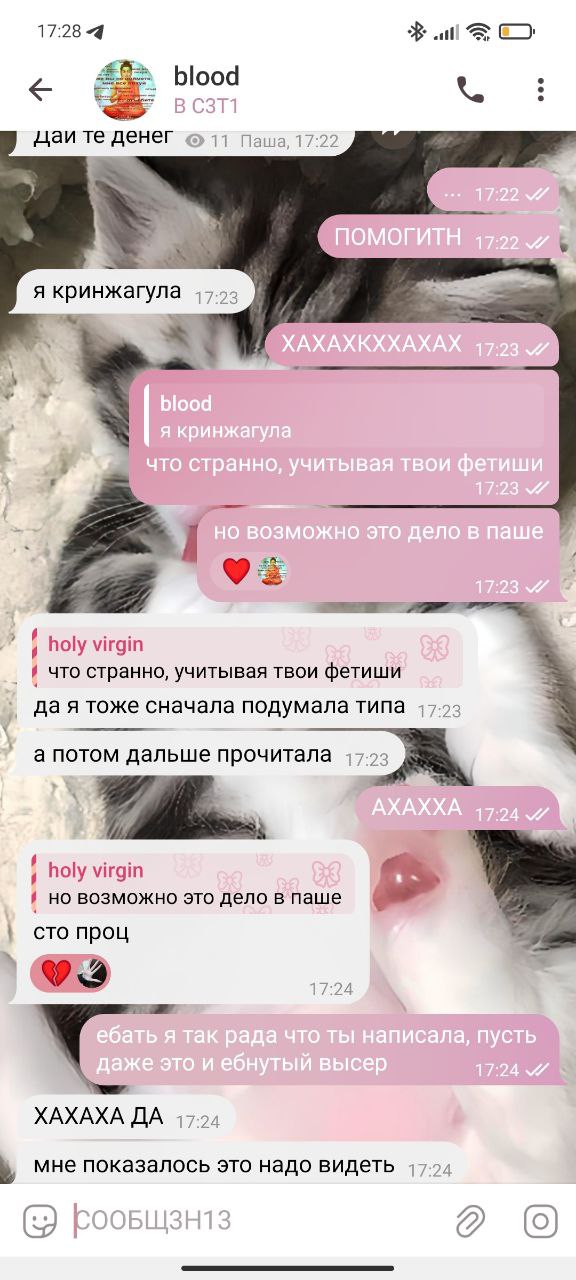 17:28
blood
В СЗТ1
Дай те денег 11 Паша, 17:22
... 17:22
ПОМОГИТН 17:22
я кринжагула 17:23
ХАХАХКХХАХАХ 17:23
blood
я кринжагула
что странно, учитывая твои фетиши
17:23
но возможно это дело в паше
17:23
holy virgin
что странно, учитывая твои фетиши
да я тоже сначала подумала типа 17:23
а потом дальше прочитала 17:23
АХАХХА 17:24
holy virgin
но возможно это дело в паше
сто проц
17:24
ебать я так рада что ты написала, пусть
даже это и ебнутый высер 17:24
ХАХАХА ДА 17:24
мне показалось это надо видеть 17:24
СООБЩЗН13